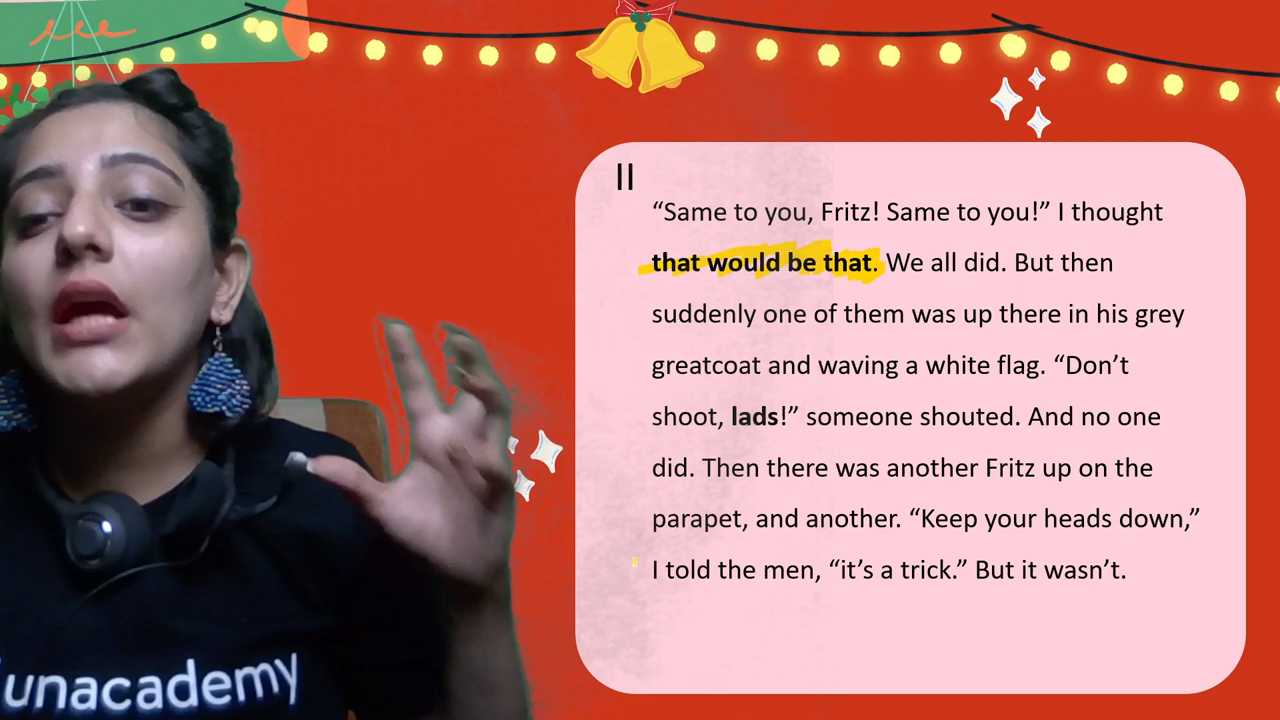 II
“Same to you, Fritz! Same to you!” I thought
that would be that. We all did. But then
suddenly one of them was up there in his grey
greatcoat and waving a white flag. “Don’t
shoot, lads!” someone shouted. And no one
did. Then there was another Fritz up on the
parapet, and another. “Keep your heads down,”
I told the men, “it’s a trick.” But it wasn’t.
unacademy